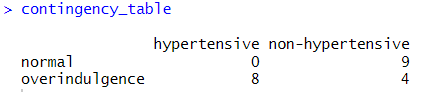 > contingency_table
hypertensive non-hypertensive
normal 0 9
overindulgence 8 4